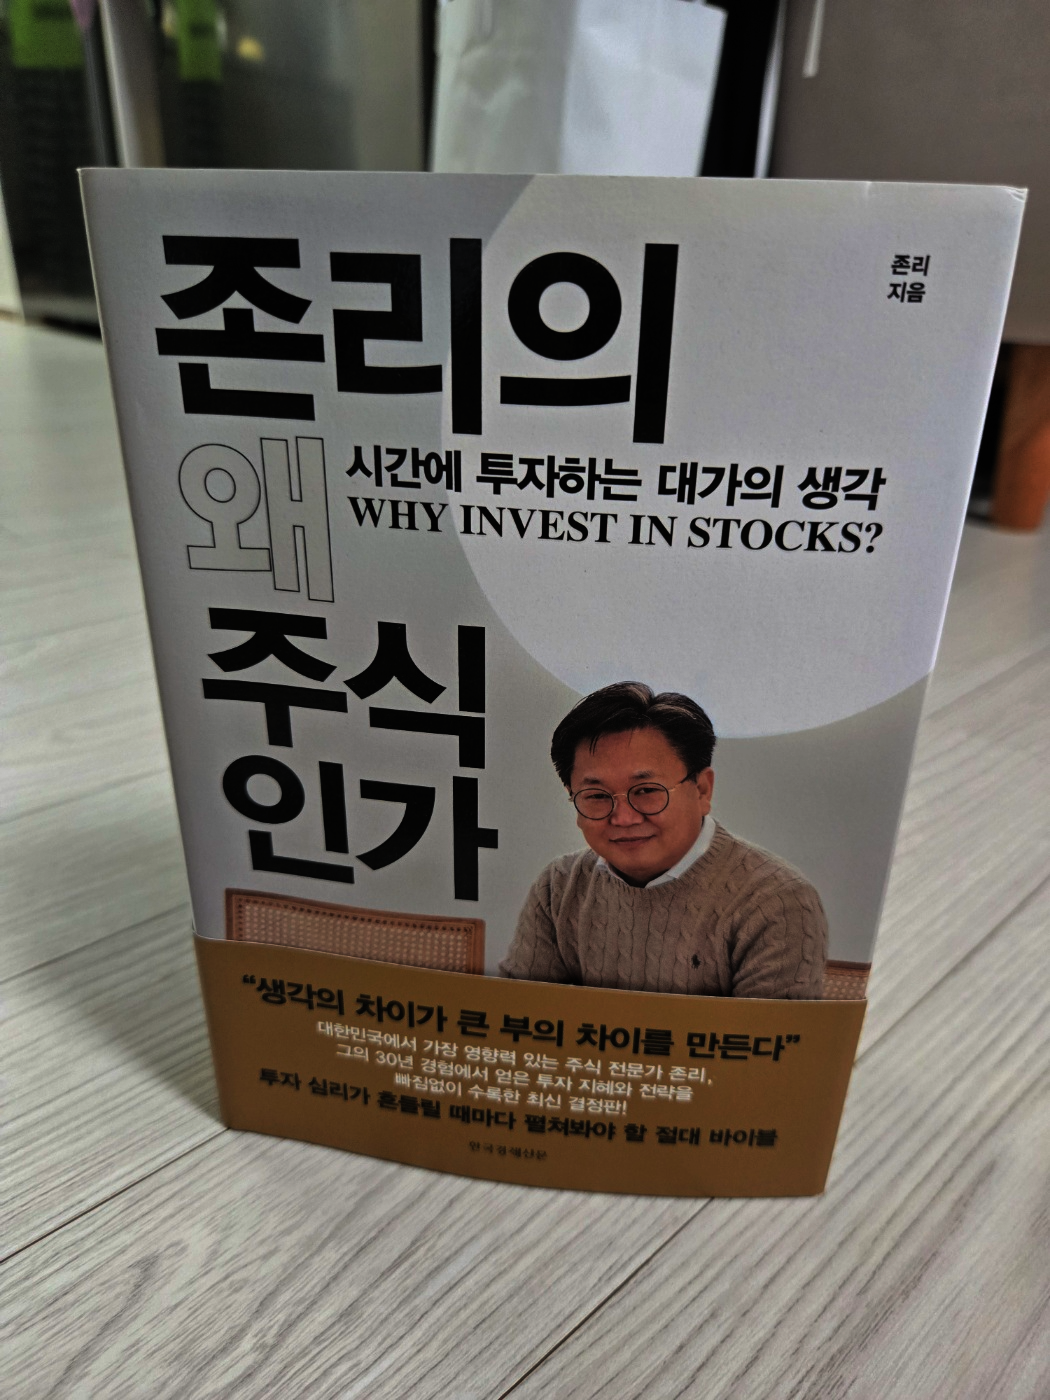 존리의
존리
지음
왜
시간에 투자하는 대가의 생각
WHY INVEST IN STOCKS?
주식
인가
“생각의 차이가 큰 부의 차이를 만든다”
대한민국에서 가장 영향력 있는 주식 전문가 존리,
그의 30년 경험에서 얻은 투자 지혜와 전략을
빠짐없이 수록한 최신 결정판!
투자 심리가 흔들릴 때마다 펼쳐봐야 할 절대 바이블
한국경제신문